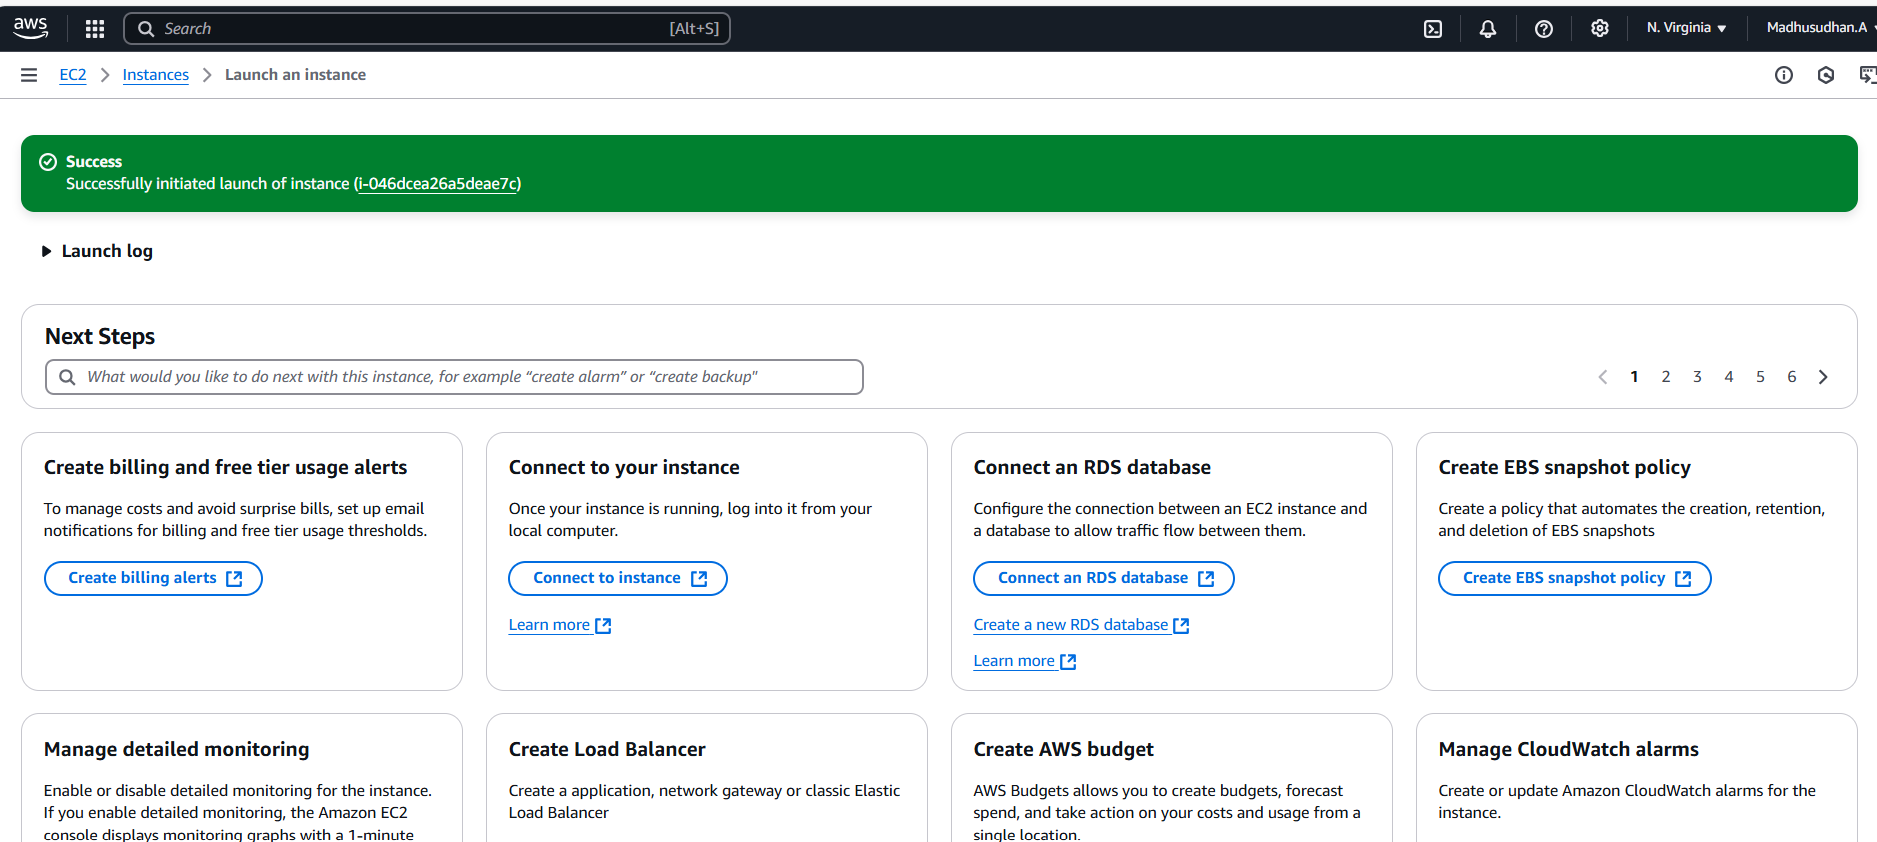 aws
Search [Alt+S]
N. Virginia
Madhusudhan.A
EC2
Instances
Launch an instance
Success
Successfully initiated launch of instance (i-046dcea26a5deae7c)
Launch log
Next Steps
What would you like to do next with this instance, for example “create alarm” or “create backup"
1 2 3 4 5 6
Create billing and free tier usage alerts
To manage costs and avoid surprise bills, set up email
notifications for billing and free tier usage thresholds.
Create billing alerts
Connect to your instance
Once your instance is running, log into it from your
local computer.
Connect to instance
Learn more
Connect an RDS database
Configure the connection between an EC2 instance and
a database to allow traffic flow between them.
Connect an RDS database
Create a new RDS database
Learn more
Create EBS snapshot policy
Create a policy that automates the creation, retention,
and deletion of EBS snapshots
Create EBS snapshot policy
Manage detailed monitoring
Enable or disable detailed monitoring for the instance.
If you enable detailed monitoring, the Amazon EC2
console displays monitoring graphs with a 1-minute
Create Load Balancer
Create a application, network gateway or classic Elastic
Load Balancer
Create AWS budget
AWS Budgets allows you to create budgets, forecast
spend, and take action on your costs and usage from a
single location.
Manage CloudWatch alarms
Create or update Amazon CloudWatch alarms for the
instance.